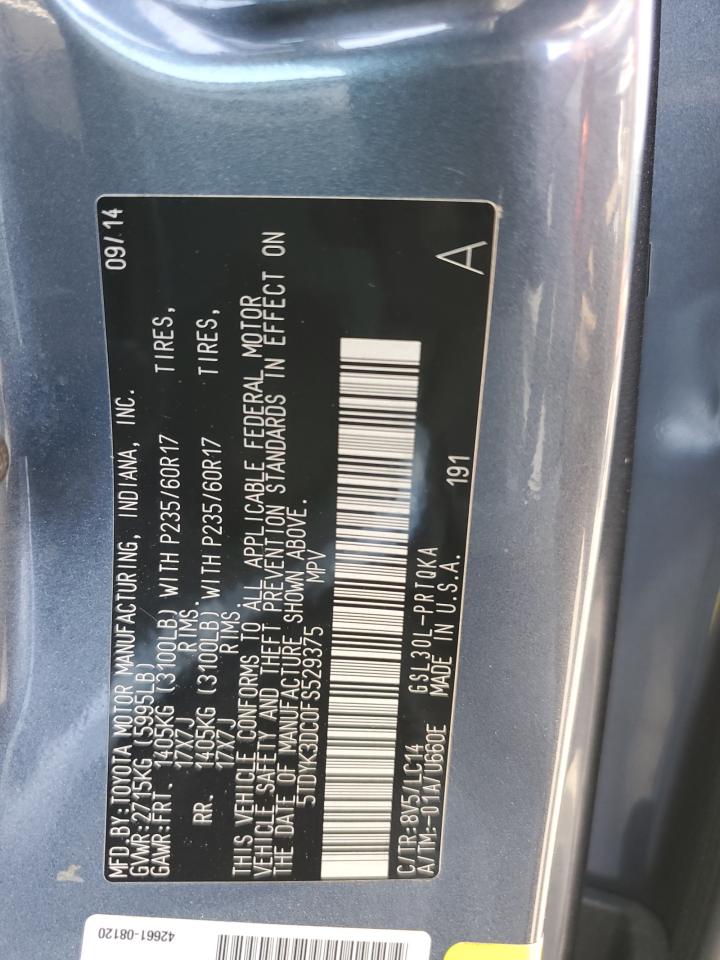 MFD.BY:TOYOTA MOTOR MANUFACTURING, INDIANA, INC. 09/14
GVWR:2715KG (5995LB)
GAWR:FRT. 1405KG (3100LB) WITH P235/60R17 TIRES,
17X7J RIMS.
RR. 1405KG (3100LB) WITH P235/60R17 TIRES,
17X7J RIMS.
THIS VEHICLE CONFORMS TO ALL APPLICABLE FEDERAL MOTOR
VEHICLE SAFETY AND THEFT PREVENTION STANDARDS IN EFFECT ON
THE DATE OF MANUFACTURE SHOWN ABOVE.
5TDYK3DC0FS529375 MPV
C/TR:8V5/LC14 GSL30L-PRTQKA 191 A
A/TM:-01A/U660E MADE IN U.S.A.
42661-08120